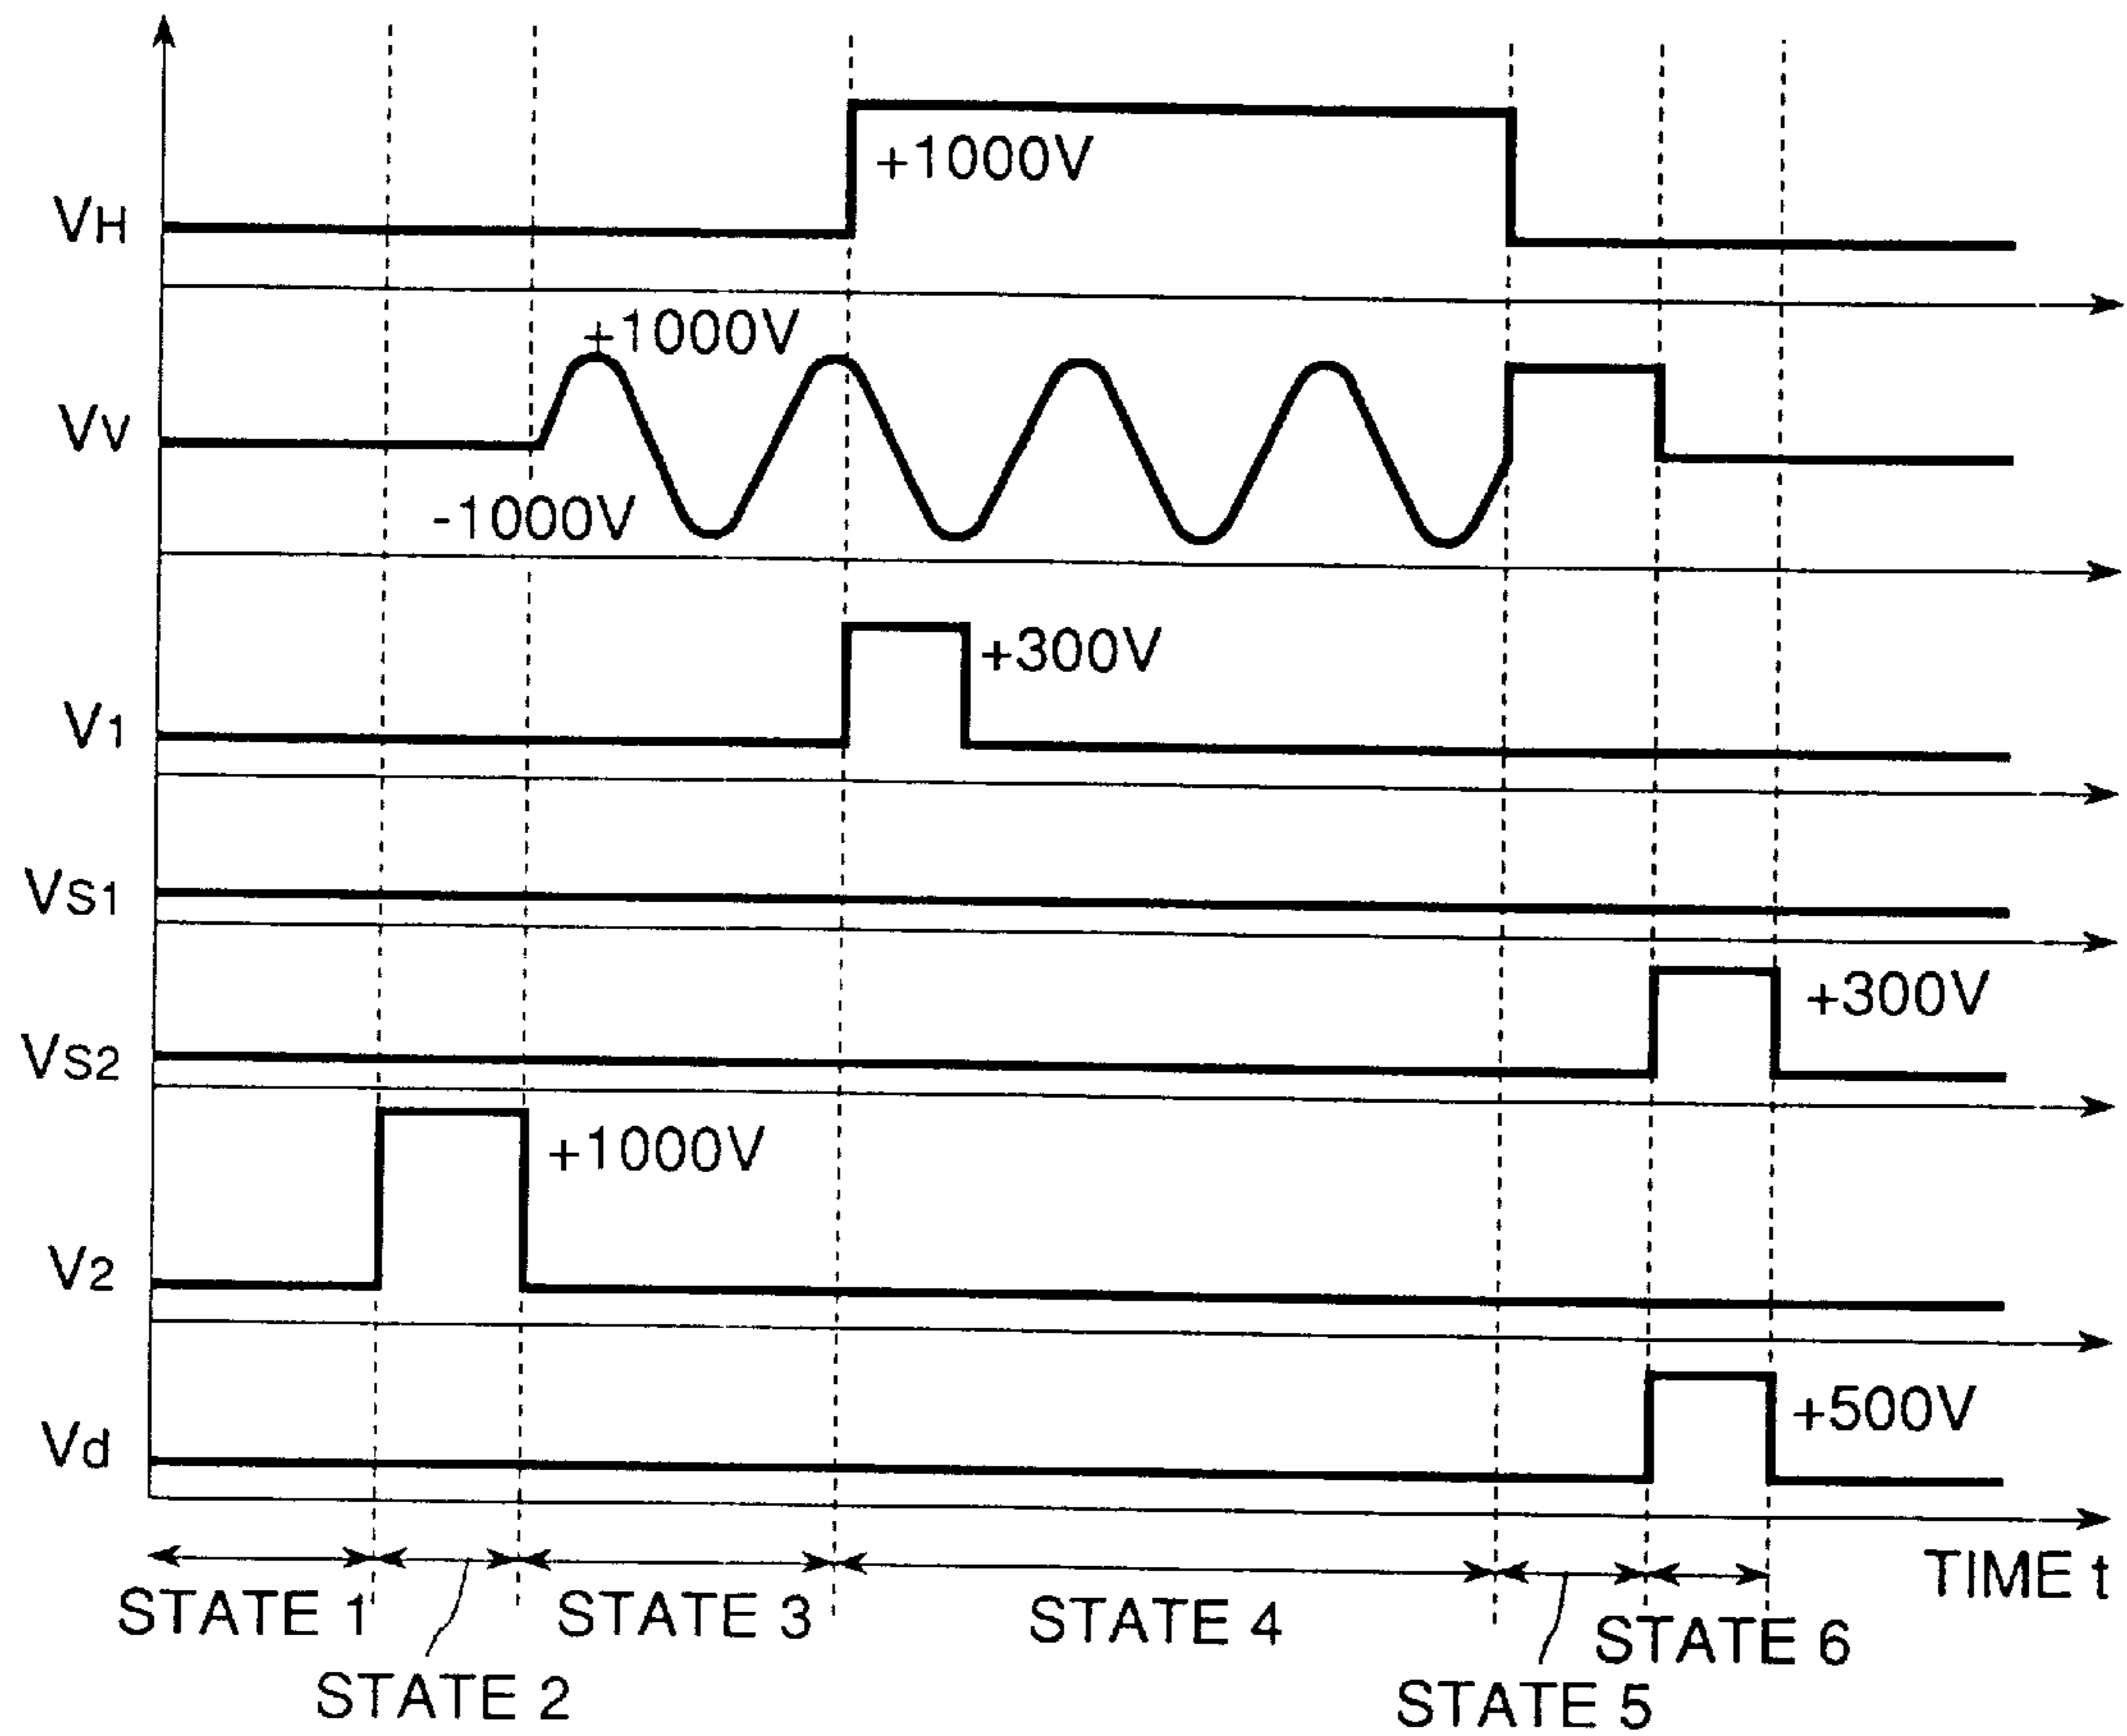 +1000V
VH
+1000V
Vv
-1000V
+300V
V1
VS1
+300V
VS2
+1000V
V2
+500V
Vd
TIME t
STATE 1
STATE 3
STATE 4
STATE 6
STATE 2
STATE 5